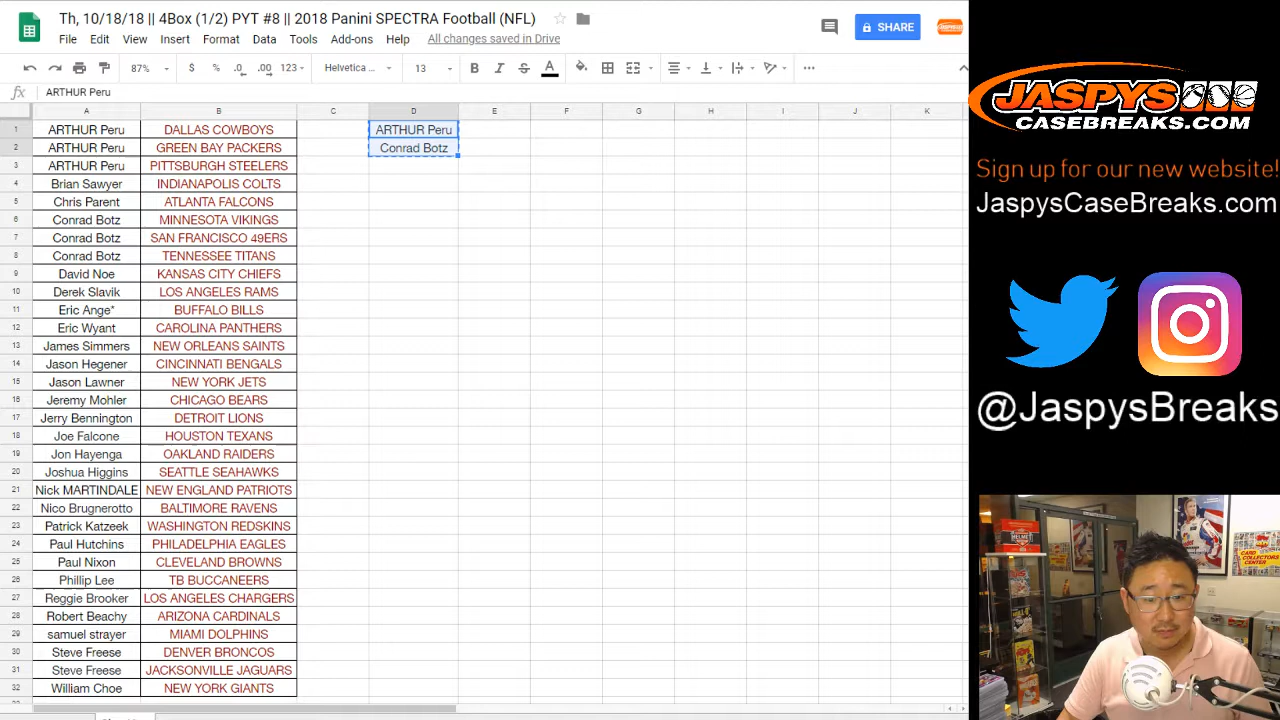 Th, 10/18/18 || 4Box (1/2) PYT #8 || 2018 Panini SPECTRA Football (NFL)
File Edit View Insert Format Data Tools Add-ons Help All changes saved in Drive
SHARE
87% $ % .0 .00 123 Helvetica ... 13 B I S A
fx ARTHUR Peru
A B C D E F G H I J K
1 ARTHUR Peru DALLAS COWBOYS ARTHUR Peru
2 ARTHUR Peru GREEN BAY PACKERS Conrad Botz
3 ARTHUR Peru PITTSBURGH STEELERS
4 Brian Sawyer INDIANAPOLIS COLTS
5 Chris Parent ATLANTA FALCONS
6 Conrad Botz MINNESOTA VIKINGS
7 Conrad Botz SAN FRANCISCO 49ERS
8 Conrad Botz TENNESSEE TITANS
9 David Noe KANSAS CITY CHIEFS
10 Derek Slavik LOS ANGELES RAMS
11 Eric Ange* BUFFALO BILLS
12 Eric Wyant CAROLINA PANTHERS
13 James Simmers NEW ORLEANS SAINTS
14 Jason Hegener CINCINNATI BENGALS
15 Jason Lawner NEW YORK JETS
16 Jeremy Mohler CHICAGO BEARS
17 Jerry Bennington DETROIT LIONS
18 Joe Falcone HOUSTON TEXANS
19 Jon Hayenga OAKLAND RAIDERS
20 Joshua Higgins SEATTLE SEAHAWKS
21 Nick MARTINDALE NEW ENGLAND PATRIOTS
22 Nico Brugnerotto BALTIMORE RAVENS
23 Patrick Katzeek WASHINGTON REDSKINS
24 Paul Hutchins PHILADELPHIA EAGLES
25 Paul Nixon CLEVELAND BROWNS
26 Phillip Lee TB BUCCANEERS
27 Reggie Brooker LOS ANGELES CHARGERS
28 Robert Beachy ARIZONA CARDINALS
29 samuel strayer MIAMI DOLPHINS
30 Steve Freese DENVER BRONCOS
31 Steve Freese JACKSONVILLE JAGUARS
32 William Choe NEW YORK GIANTS
JASPYS
CASEBREAKS.COM
Sign up for our new website!
JaspysCaseBreaks.com
@JaspysBreaks
CARD
COLLECTORS
CENTER